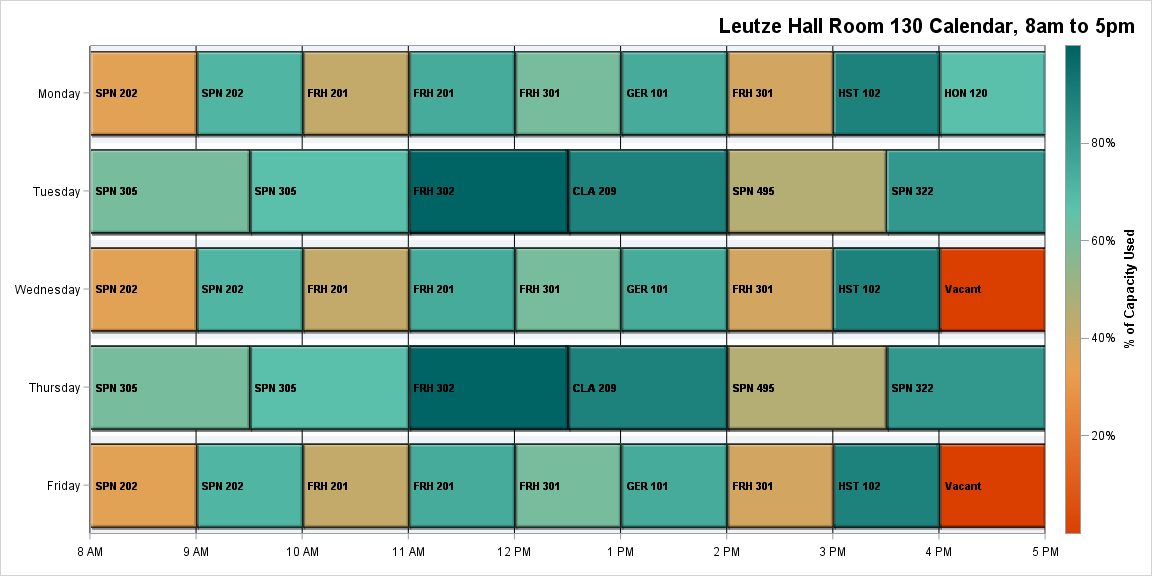 Leutze Hall Room 130 Calendar, 8am to 5pm
Monday SPN 202 SPN 202 FRH 201 FRH 201 FRH 301 GER 101 FRH 301 HST 102 HON 120
Tuesday SPN 305 SPN 305 FRH 302 CLA 209 SPN 495 SPN 322
Wednesday SPN 202 SPN 202 FRH 201 FRH 201 FRH 301 GER 101 FRH 301 HST 102 Vacant
Thursday SPN 305 SPN 305 FRH 302 CLA 209 SPN 495 SPN 322
Friday SPN 202 SPN 202 FRH 201 FRH 201 FRH 301 GER 101 FRH 301 HST 102 Vacant
8 AM 9 AM 10 AM 11 AM 12 PM 1 PM 2 PM 3 PM 4 PM 5 PM
80%
60%
40%
20%
% of Capacity Used